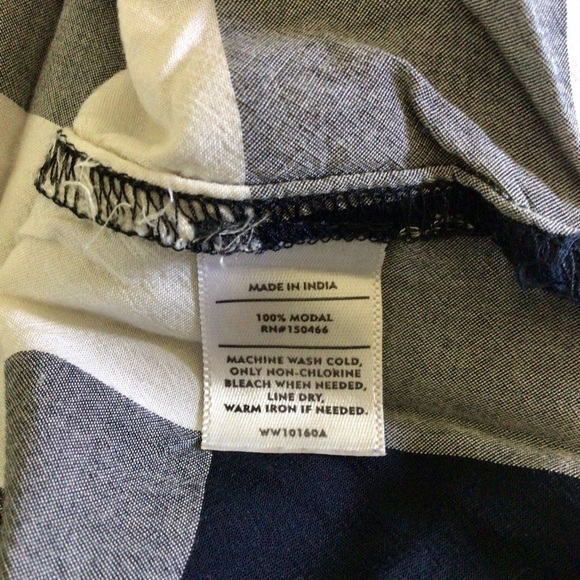 MADE IN INDIA
100% MODAL
RN#150466
MACHINE WASH COLD,
ONLY NON-CHLORINE
BLEACH WHEN NEEDED,
LINE DRY,
WARM IRON IF NEEDED.
WW10160A